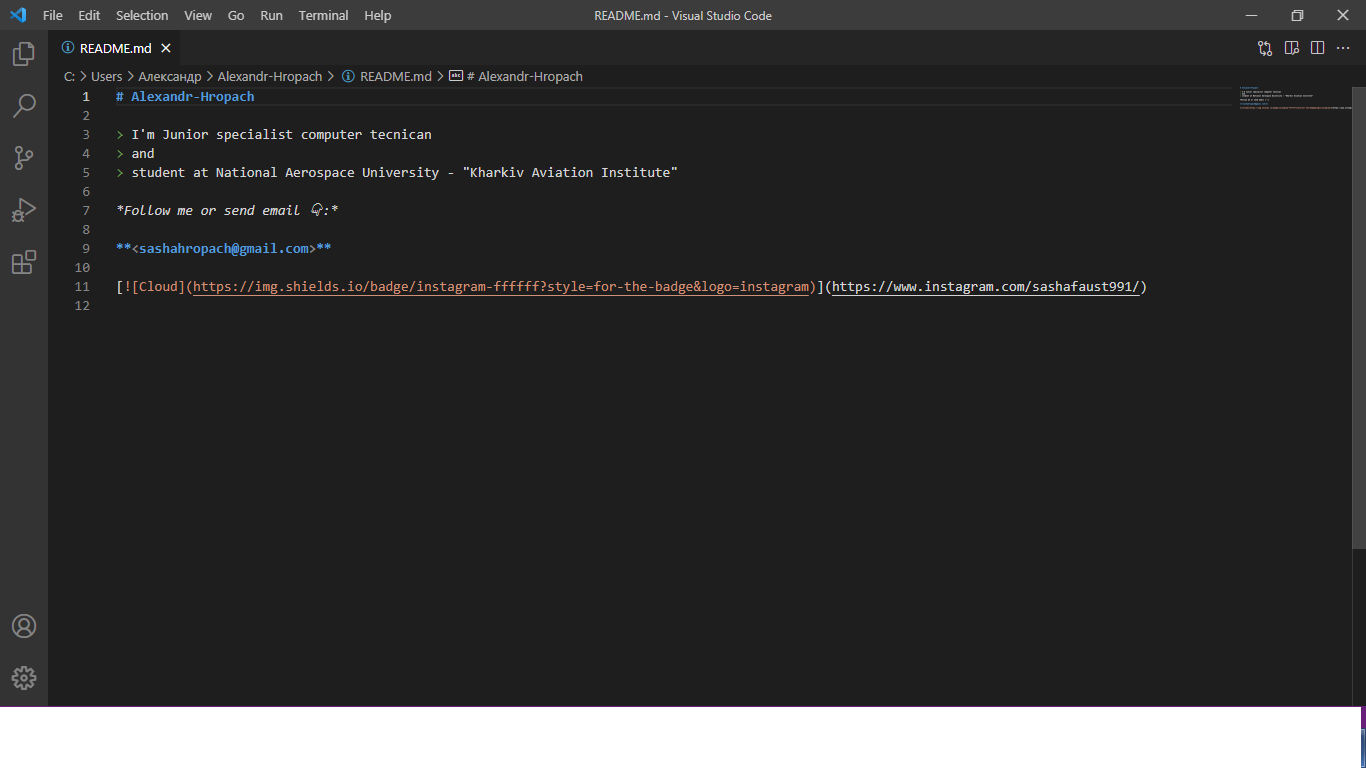 File Edit Selection View Go Run Terminal Help README.md - Visual Studio Code
README.md
C: > Users > Александр > Alexandr-Hropach > README.md > # Alexandr-Hropach
1 # Alexandr-Hropach
2
3 > I'm Junior specialist computer tecnican
4 > and
5 > student at National Aerospace University - "Kharkiv Aviation Institute"
6
7 *Follow me or send email 👇:*
8
9 **<sashahropach@gmail.com>**
10
11 [![Cloud](https://img.shields.io/badge/instagram-ffffff?style=for-the-badge&logo=instagram)](https://www.instagram.com/sashafaust991/)
12